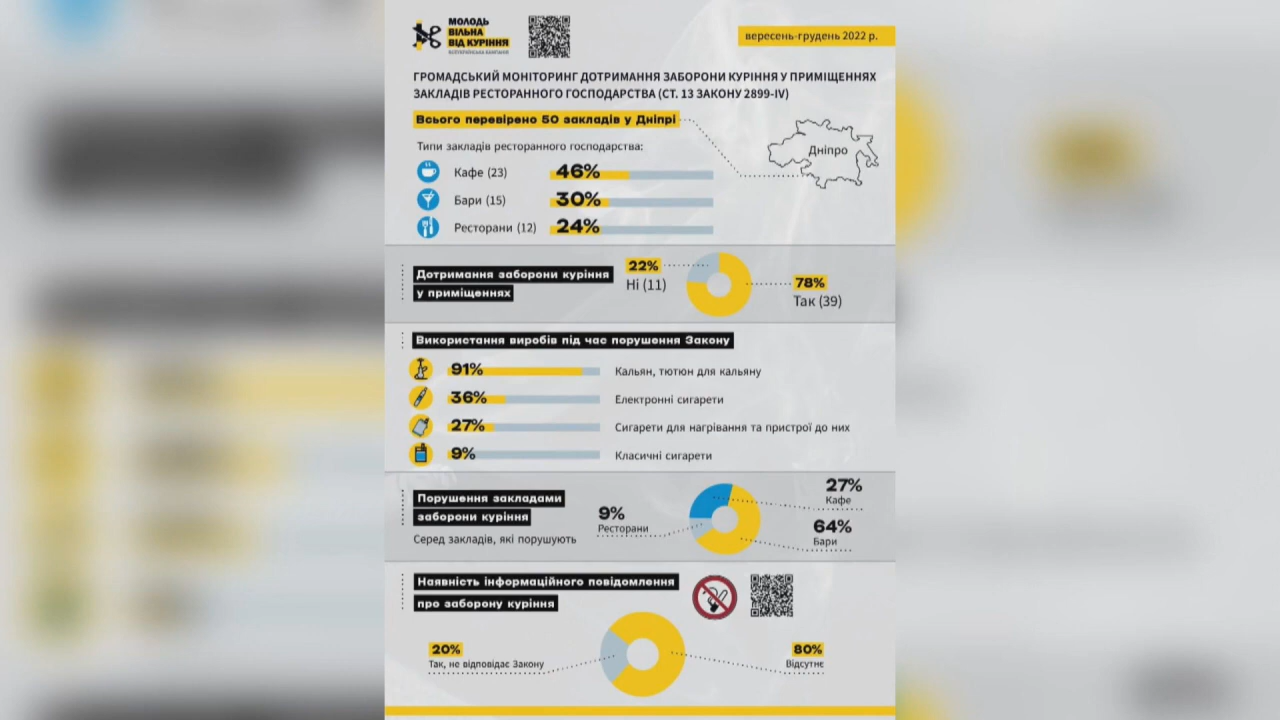 МОЛОДЬ
ВІЛЬНА
ВІД КУРІННЯ
ВСЕУКРАЇНСЬКА КАМПАНІЯ
вересень-грудень 2022 р.
ГРОМАДСЬКИЙ МОНІТОРИНГ ДОТРИМАННЯ ЗАБОРОНИ КУРІННЯ У ПРИМІЩЕННЯХ
ЗАКЛАДІВ РЕСТОРАННОГО ГОСПОДАРСТВА (СТ. 13 ЗАКОНУ 2899-IV)
Всього перевірено 50 закладів у Дніпрі
Дніпро
Типи закладів ресторанного господарства:
Кафе (23) 46%
Бари (15) 30%
Ресторани (12) 24%
Дотримання заборони куріння
у приміщеннях
22%
Ні (11)
78%
Так (39)
Використання виробів під час порушення Закону
91% Кальян, тютюн для кальяну
36% Електронні сигарети
27% Сигарети для нагрівання та пристрої до них
9% Класичні сигарети
Порушення закладами
заборони куріння
Серед закладів, які порушують
9%
Ресторани
27%
Кафе
64%
Бари
Наявність інформаційного повідомлення
про заборону куріння
20%
Так, не відповідає Закону
80%
Відсутнє